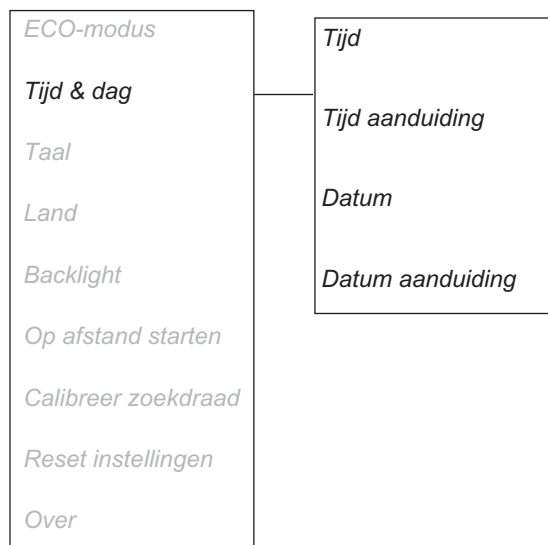 ECO-modus
Tijd & dag
Taal
Land
Backlight
Op afstand starten
Calibreer zoekdraad
Reset instellingen
Over
Tijd
Tijd aanduiding
Datum
Datum aanduiding